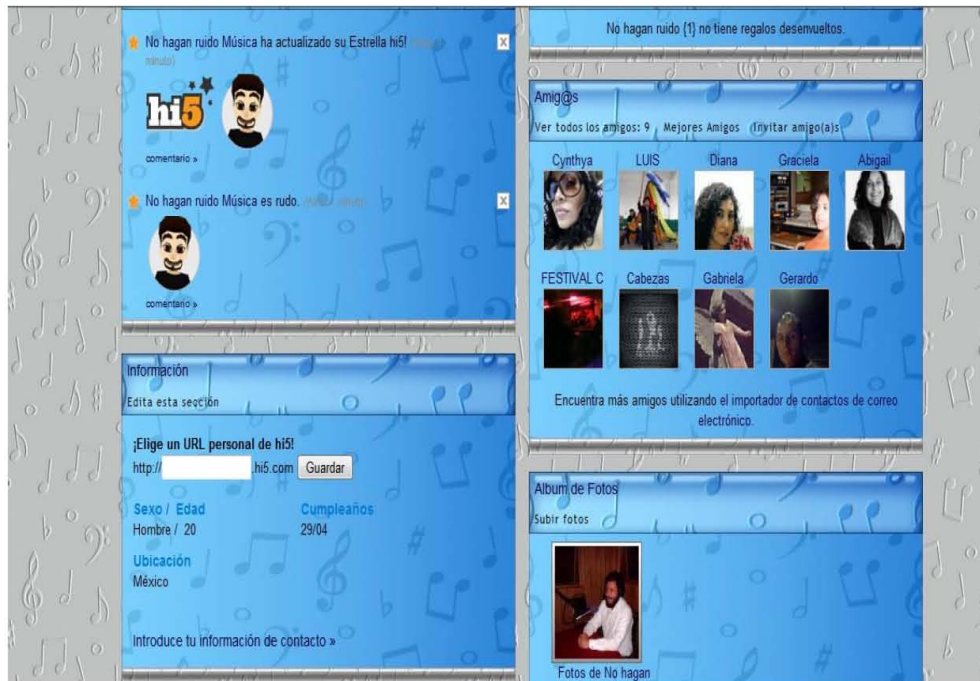 No hagan ruido Música ha actualizado su Estrella hi5!
minuto)
hi5
comentario »
No hagan ruido Música es rudo.
comentario »
Información
Edita esta sección
¡Elige un URL personal de hi5!
http:// .hi5.com Guardar
Sexo / Edad Cumpleaños
Hombre / 20 29/04
Ubicación
México
Introduce tu información de contacto »
No hagan ruido {1} no tiene regalos desenvueltos.
Amig@s
Ver todos los amigos: 9 Mejores Amigos Invitar amigo(a)s
Cynthya LUIS Diana Graciela Abigail
FESTIVAL C Cabezas Gabriela Gerardo
Encuentra más amigos utilizando el importador de contactos de correo
electrónico.
Album de Fotos
Subir fotos
Fotos de No hagan